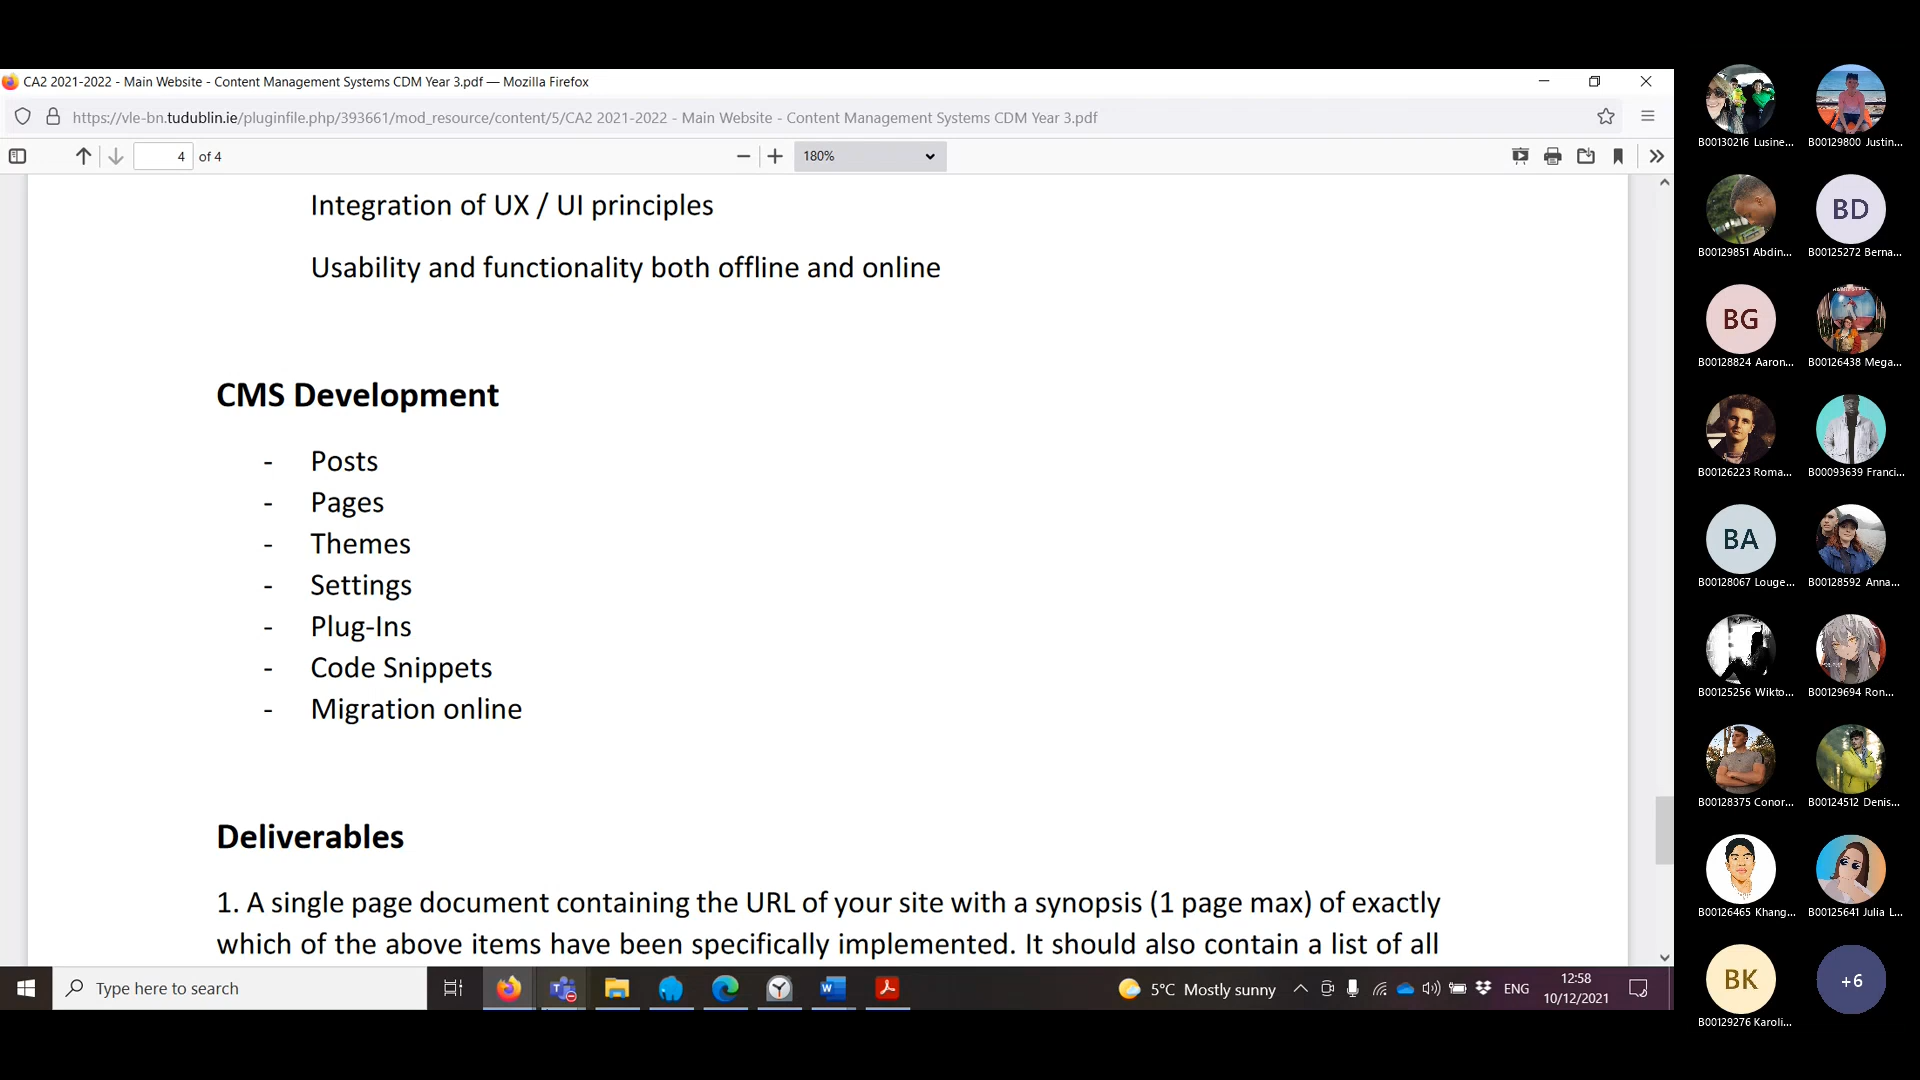 CA2 2021-2022 - Main Website - Content Management Systems CDM Year 3.pdf — Mozilla Firefox
https://vle-bn.tudublin.ie/pluginfile.php/393661/mod_resource/content/5/CA2 2021-2022 - Main Website - Content Management Systems CDM Year 3.pdf
4 of 4
180%
Integration of UX / UI principles
Usability and functionality both offline and online
CMS Development
- Posts
- Pages
- Themes
- Settings
- Plug-Ins
- Code Snippets
- Migration online
Deliverables
1. A single page document containing the URL of your site with a synopsis (1 page max) of exactly
which of the above items have been specifically implemented. It should also contain a list of all
Type here to search
5°C Mostly sunny
ENG
12:58
10/12/2021
B00130216 Lusine...
B00129800 Justin...
B00129851 Abdin...
BD
B00125272 Berna...
BG
B00128824 Aaron...
B00126438 Mega...
B00126223 Roma...
B00093639 Franci...
BA
B00128067 Louge...
B00128592 Anna...
B00125256 Wikto...
B00129694 Ron...
B00128375 Conor...
B00124512 Denis...
B00126465 Khang...
B00125641 Julia L...
BK
B00129276 Karoli...
+6